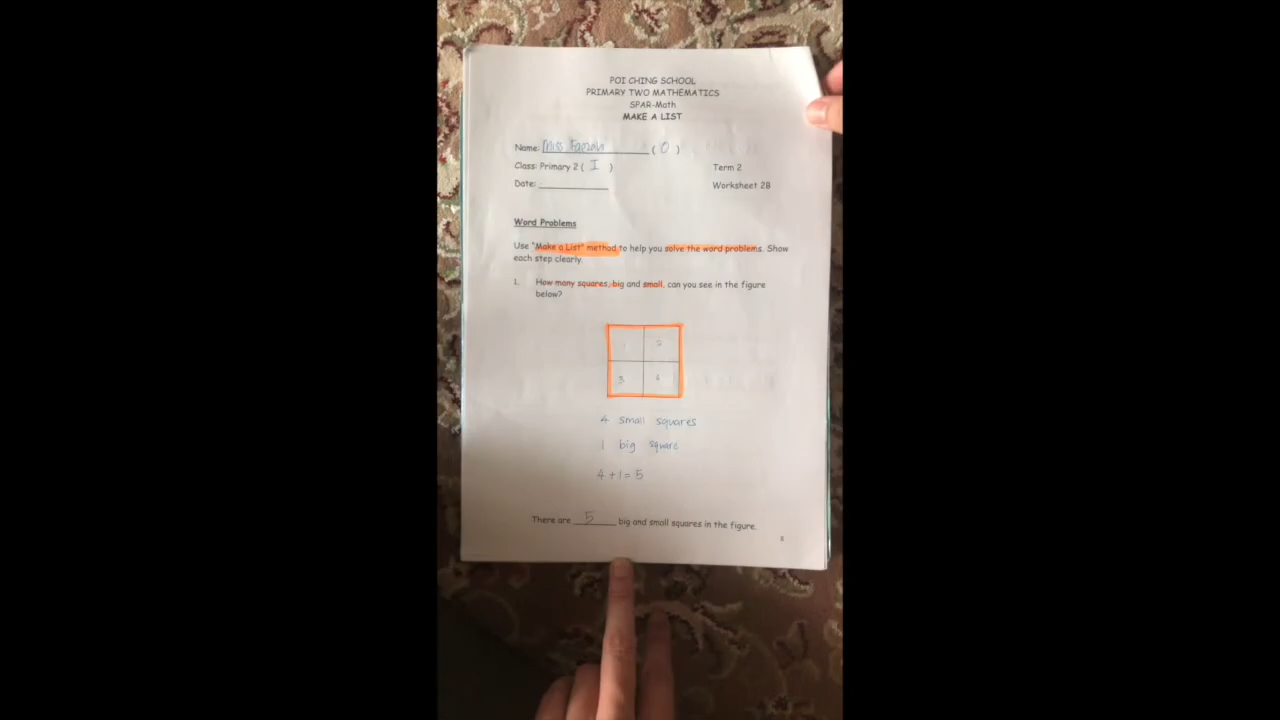 POI CHING SCHOOL
PRIMARY TWO MATHEMATICS
SPAR-Math
MAKE A LIST
Name: Miss Farrah ( 0 )
Class: Primary 2 ( I )
Term 2
Date:
Worksheet 2B
Word Problems
Use "Make a List" method to help you solve the word problems. Show
each step clearly.
1. How many squares, big and small, can you see in the figure
below?
1 2
3 4
4 small squares
1 big square
4 + 1 = 5
There are 5 big and small squares in the figure.